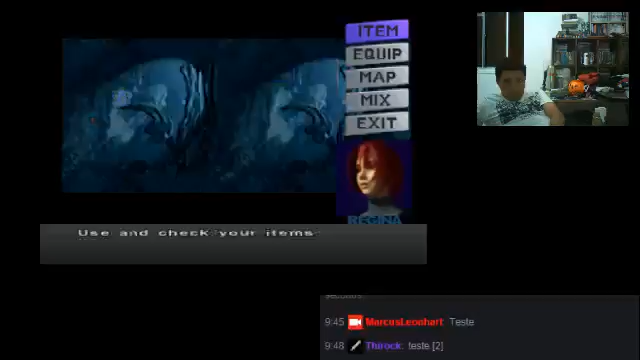 ITEM
EQUIP
MAP
MIX
EXIT
REGINA
Use and check your items
seconds
9:45 MarcusLeonhart: Teste
9:48 Thirock: teste [2]